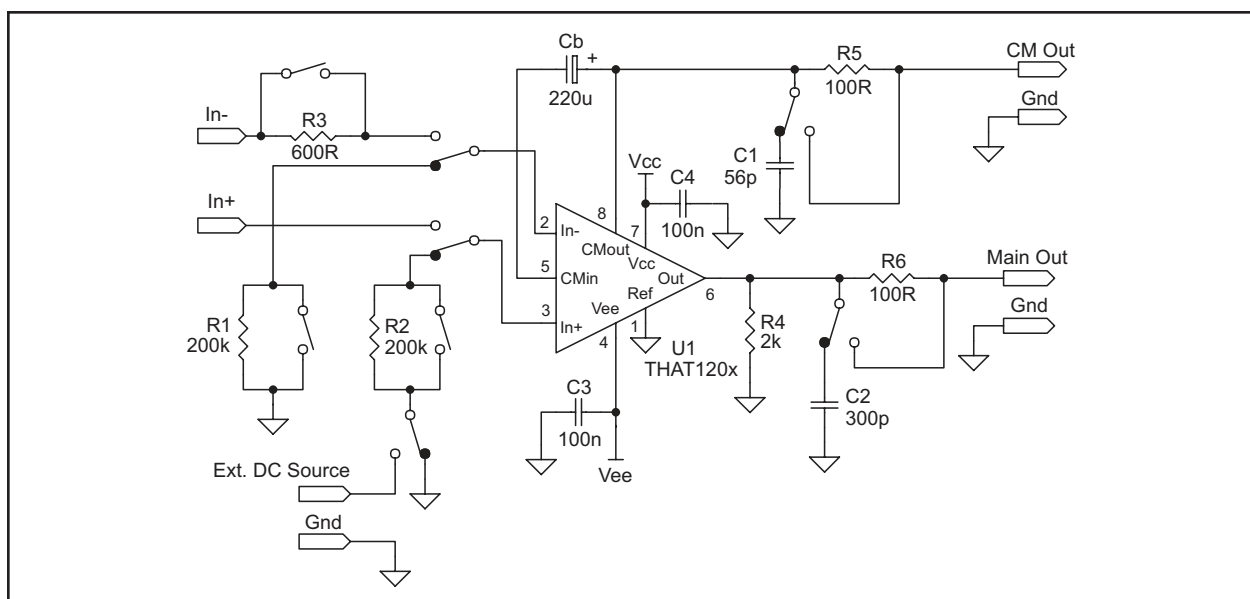 Cb
+
220u
R5
100R
CM Out
Gnd
In-
R3
600R
C1
56p
Vcc
C4
100n
In+
2
In-
8
CMout
7
Vcc
5
CMin
Out
6
Ref
Vee
3
In+
4
1
R6
100R
Main Out
Gnd
R1
200k
R2
200k
R4
2k
U1
THAT120x
C3
100n
C2
300p
Vee
Ext. DC Source
Gnd